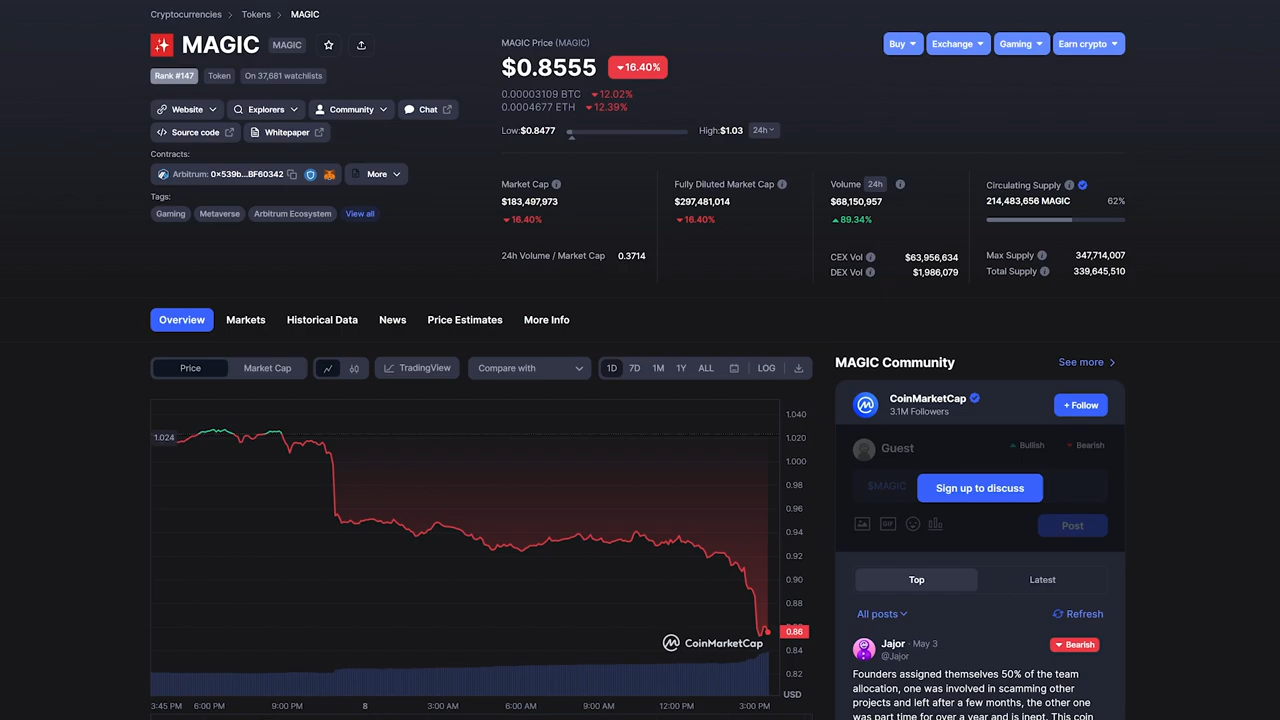 Cryptocurrencies > Tokens > MAGIC
MAGIC MAGIC
Rank #147 Token On 37,681 watchlists
Website Explorers Community Chat
Source code Whitepaper
Contracts:
Arbitrum: 0x539b...BF60342 More
Tags:
Gaming Metaverse Arbitrum Ecosystem View all
MAGIC Price (MAGIC)
$0.8555 16.40%
0.00003109 BTC 12.02%
0.0004677 ETH 12.39%
Low:$0.8477 High:$1.03 24h
Buy Exchange Gaming Earn crypto
Market Cap
$183,497,973
16.40%
24h Volume / Market Cap 0.3714
Fully Diluted Market Cap
$297,481,014
16.40%
Volume 24h
$68,150,957
89.34%
CEX Vol $63,956,634
DEX Vol $1,986,079
Circulating Supply
214,483,656 MAGIC 62%
Max Supply 347,714,007
Total Supply 339,645,510
Overview Markets Historical Data News Price Estimates More Info
Price Market Cap TradingView Compare with 1D 7D 1M 1Y ALL LOG
1.024
1.040
1.020
1.000
0.98
0.96
0.94
0.92
0.90
0.88
0.86
0.84
0.82
USD
CoinMarketCap
3:45 PM 6:00 PM 9:00 PM 8 3:00 AM 6:00 AM 9:00 AM 12:00 PM 3:00 PM
MAGIC Community See more >
CoinMarketCap
3.1M Followers
+ Follow
Guest Bullish Bearish
$MAGIC
Sign up to discuss
GIF
Post
Top Latest
All posts Refresh
Jajor · May 3 Bearish
@Jajor
Founders assigned themselves 50% of the team
allocation, one was involved in scamming other
projects and left after a few months, the other one
was part time for over a year and is inept. This coin